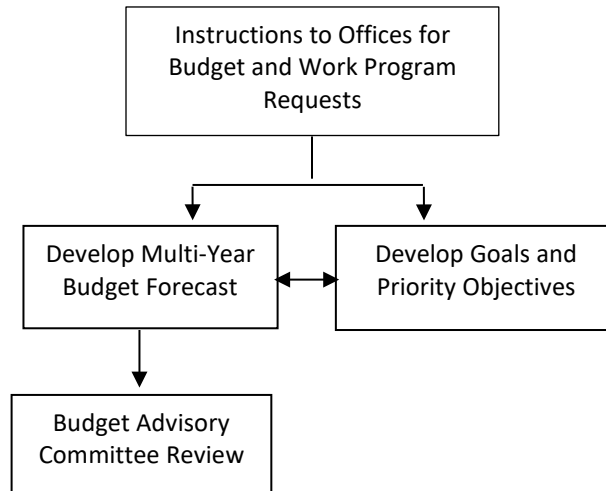 Instructions to Offices for
Budget and Work Program
Requests
Develop Multi-Year
Budget Forecast
Develop Goals and
Priority Objectives
Budget Advisory
Committee Review